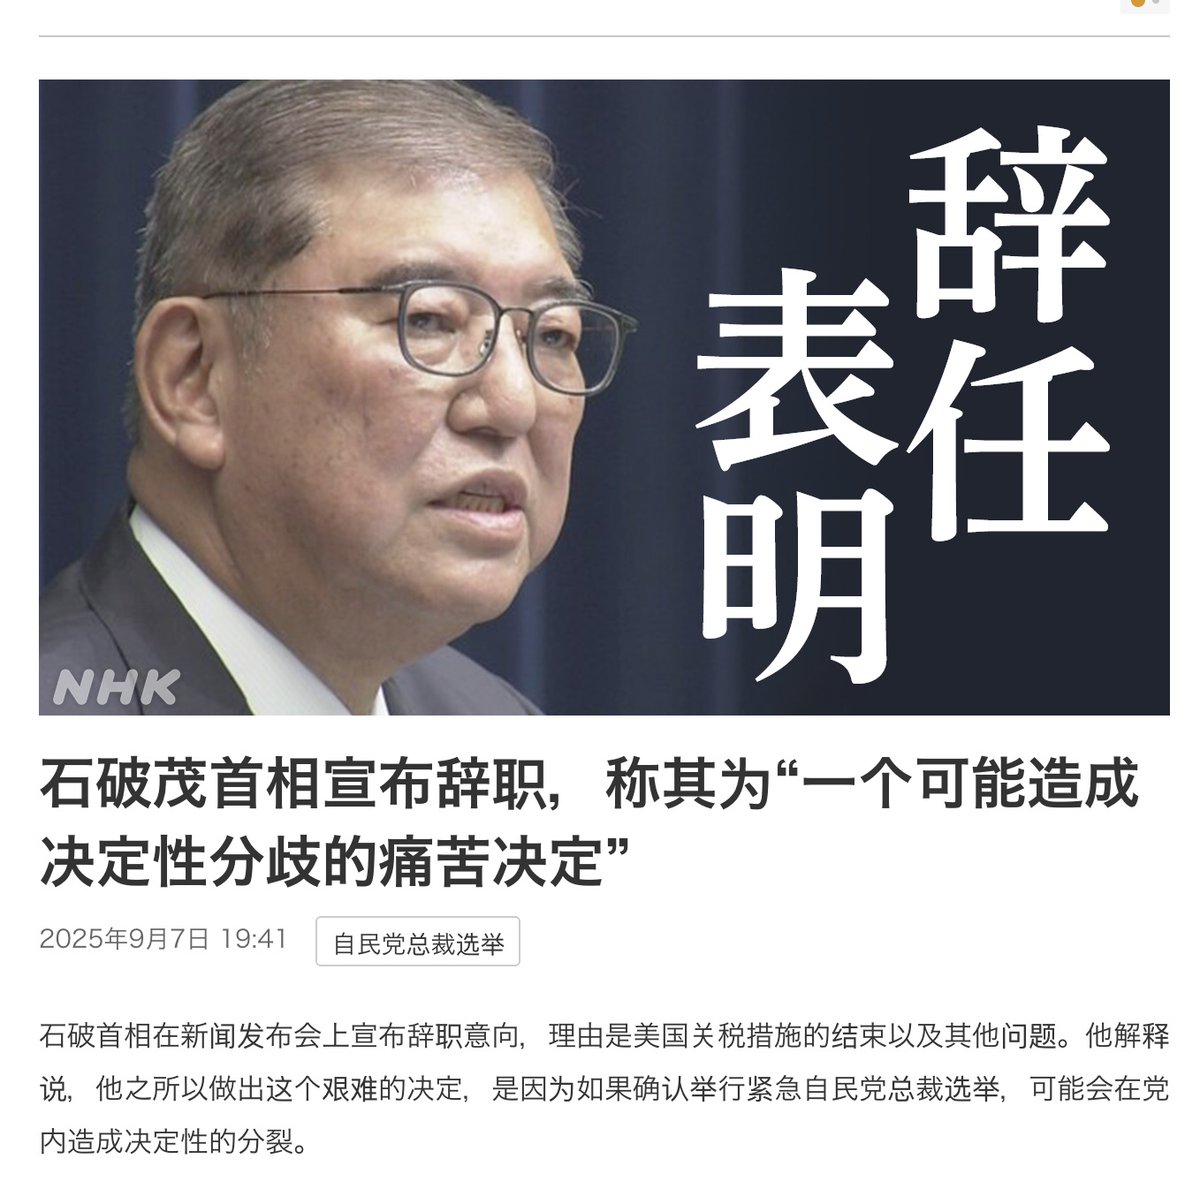 辞任
表明
NHK
石破茂首相宣布辞职，称其为“一个可能造成
决定性分歧的痛苦决定”
2025年9月7日 19:41
自民党总裁选举
石破首相在新闻发布会上宣布辞职意向，理由是美国关税措施的结束以及其他问题。他解释
说，他之所以做出这个艰难的决定，是因为如果确认举行紧急自民党总裁选举，可能会在党
内造成决定性的分裂。